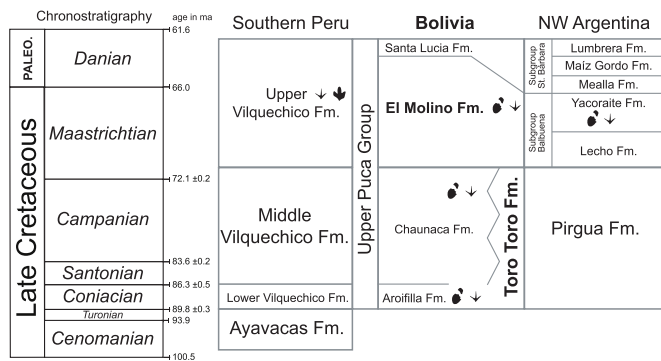 Chronostratigraphy
age in ma
Southern Peru
Bolivia
NW Argentina
61.6
PALEO.
Danian
66.0
Late Cretaceous
Maastrichtian
72.1 ±0.2
Campanian
83.6 ±0.2
Santonian
86.3 ±0.5
Coniacian
89.8 ±0.3
Turonian
93.9
Cenomanian
100.5
Upper
Vilquechico Fm.
Middle
Vilquechico Fm.
Lower Vilquechico Fm.
Ayavacas Fm.
Upper Puca Group
Santa Lucia Fm.
El Molino Fm.
Chaunaca Fm.
Aroifilla Fm.
Toro Toro Fm.
Subgroup
St. Bárbara
Lumbrera Fm.
Maíz Gordo Fm.
Mealla Fm.
Subgroup
Balbuena
Yacoraite Fm.
Lecho Fm.
Pirgua Fm.